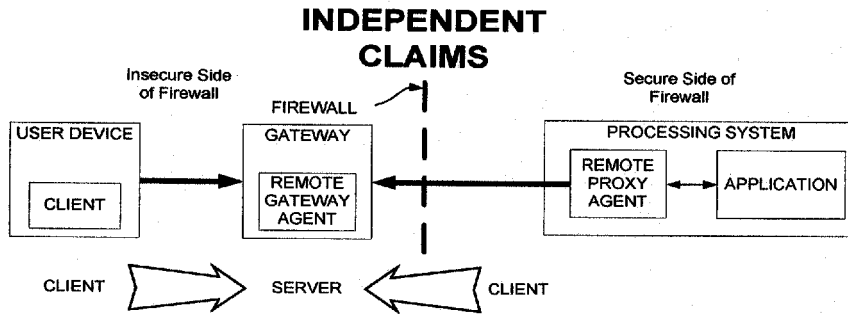 INDEPENDENT
CLAIMS
Insecure Side
of Firewall
Secure Side of
Firewall
FIREWALL
USER DEVICE
GATEWAY
PROCESSING SYSTEM
CLIENT
REMOTE
GATEWAY
AGENT
REMOTE
PROXY
AGENT
APPLICATION
CLIENT
SERVER
CLIENT